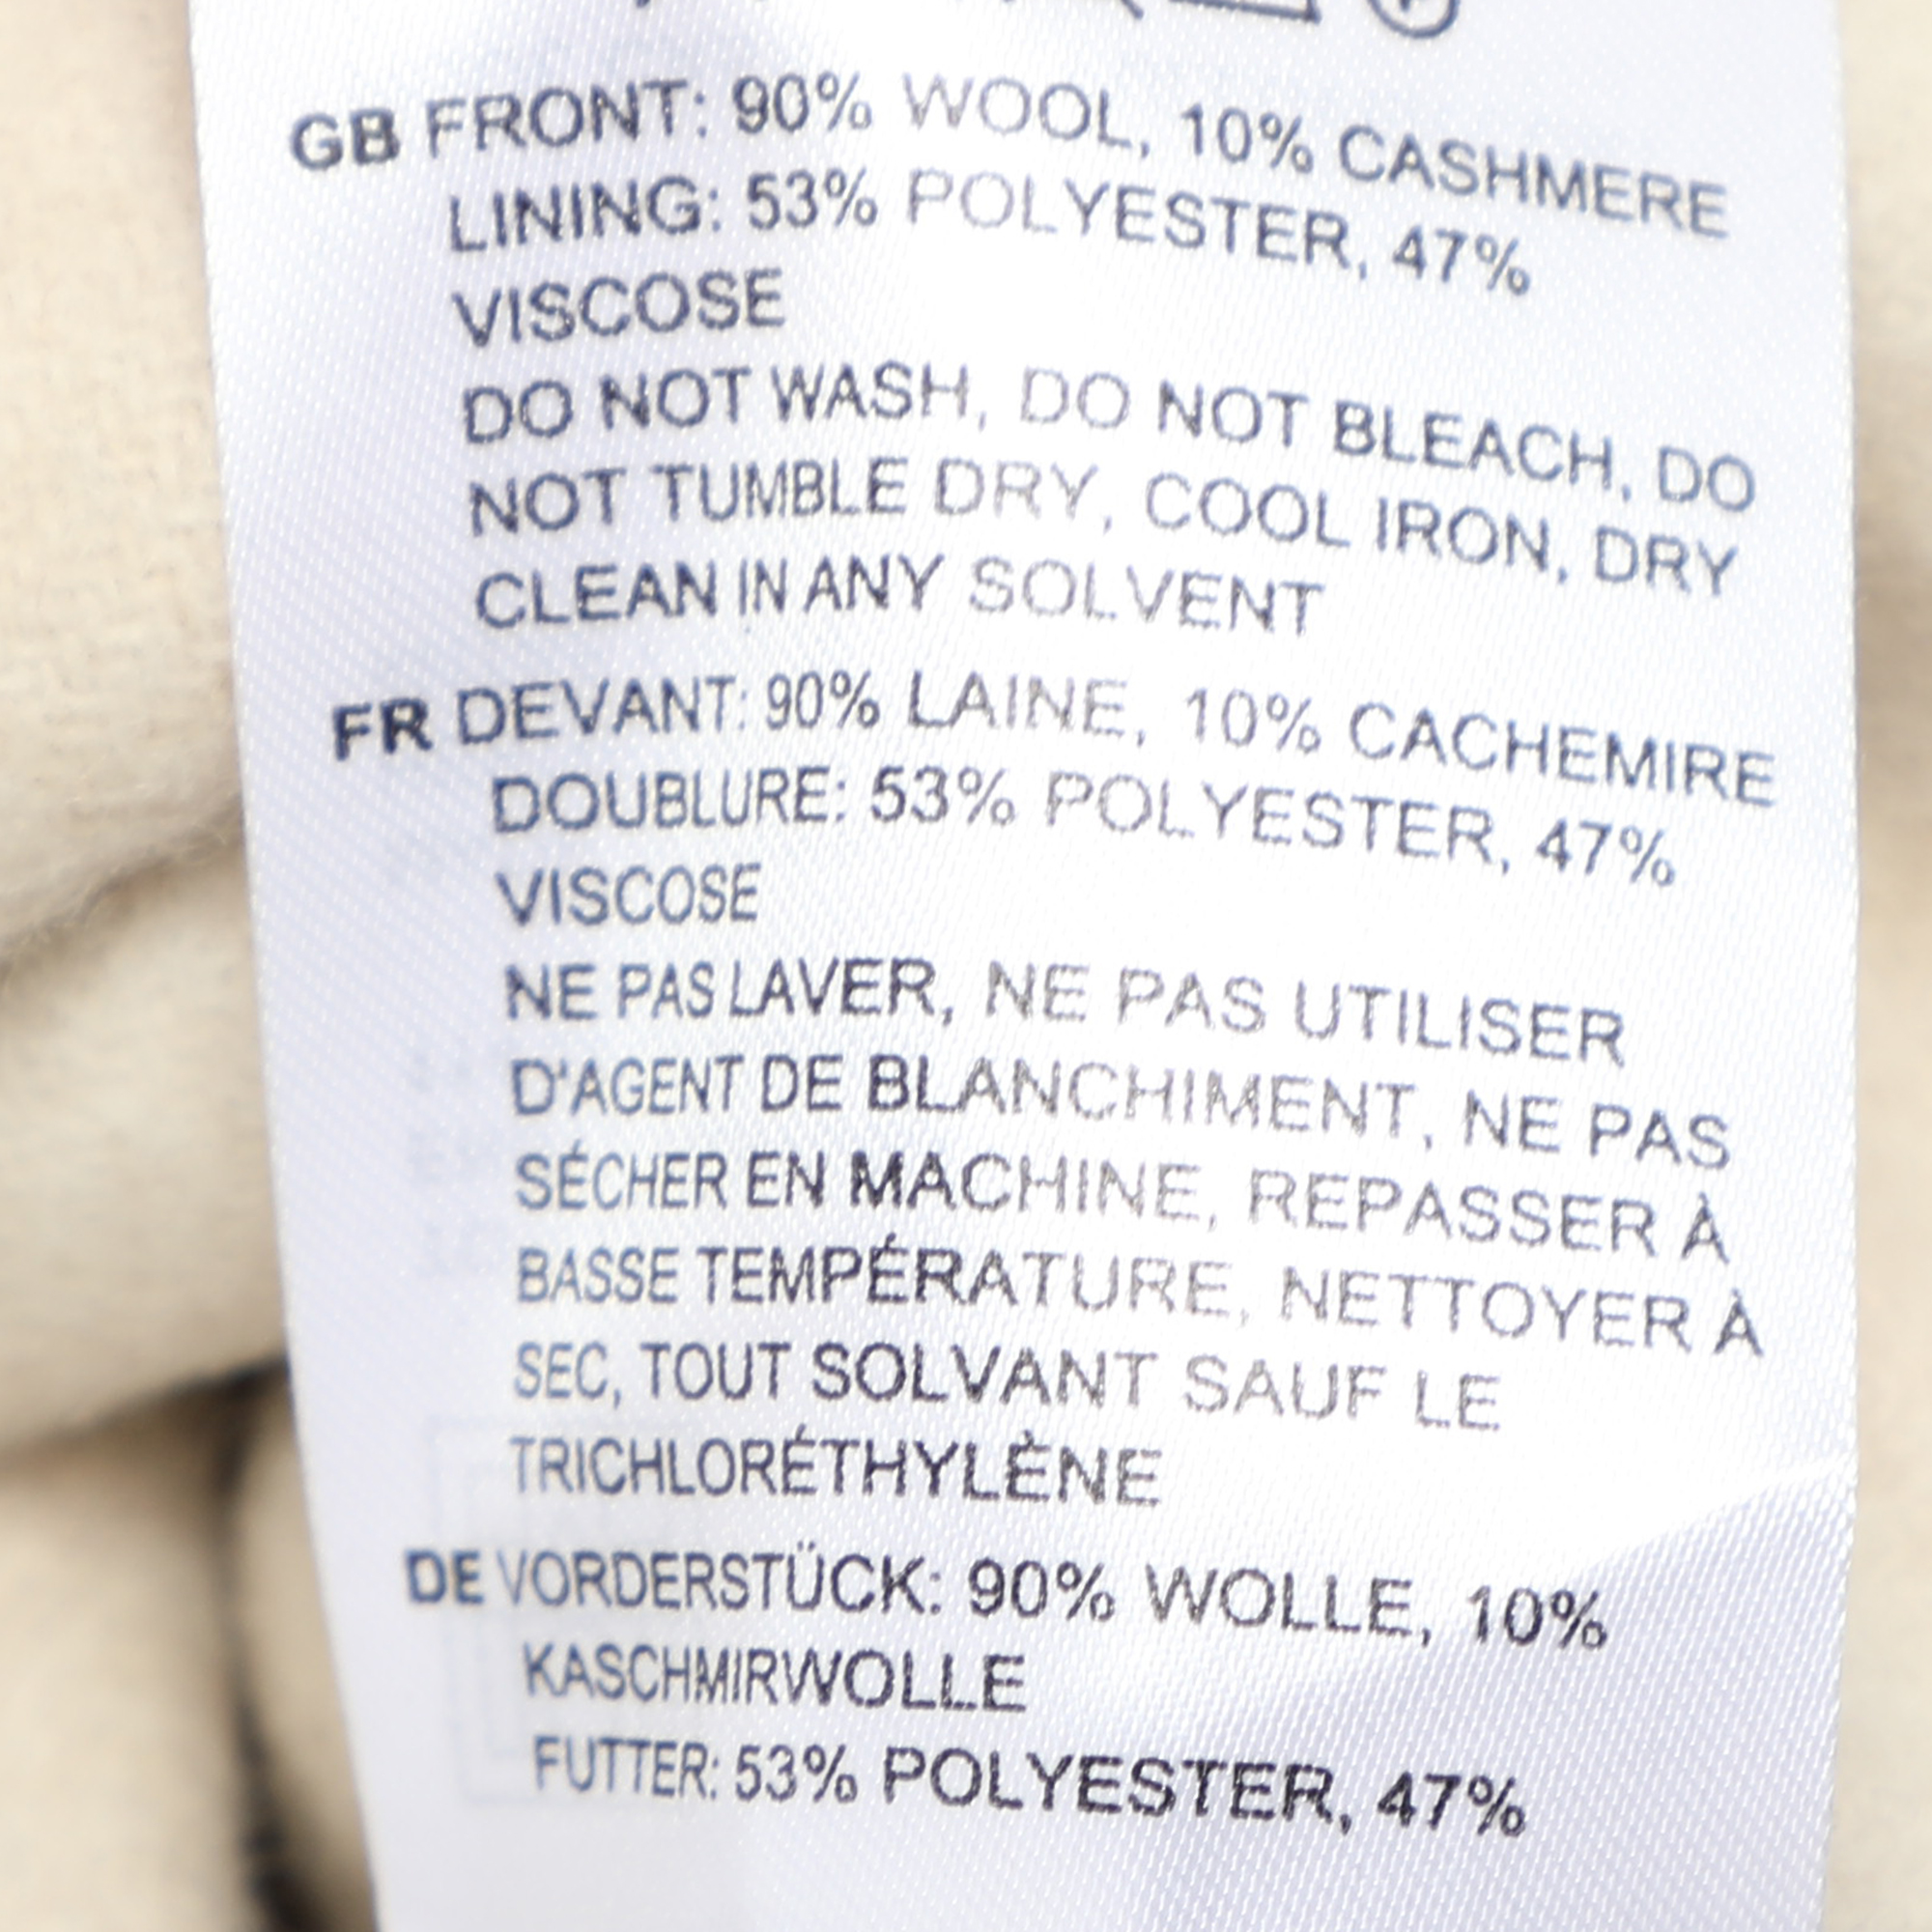 GB FRONT: 90% WOOL, 10% CASHMERE
LINING: 53% POLYESTER, 47%
VISCOSE
DO NOT WASH, DO NOT BLEACH, DO
NOT TUMBLE DRY, COOL IRON, DRY
CLEAN IN ANY SOLVENT
FR DEVANT: 90% LAINE, 10% CACHEMIRE
DOUBLURE: 53% POLYESTER, 47%
VISCOSE
NE PAS LAVER, NE PAS UTILISER
D'AGENT DE BLANCHIMENT, NE PAS
SÉCHER EN MACHINE, REPASSER À
BASSE TEMPÉRATURE, NETTOYER À
SEC, TOUT SOLVANT SAUF LE
TRICHLORÉTHYLÈNE
DE VORDERSTÜCK: 90% WOLLE, 10%
KASCHMIRWOLLE
FUTTER: 53% POLYESTER, 47%